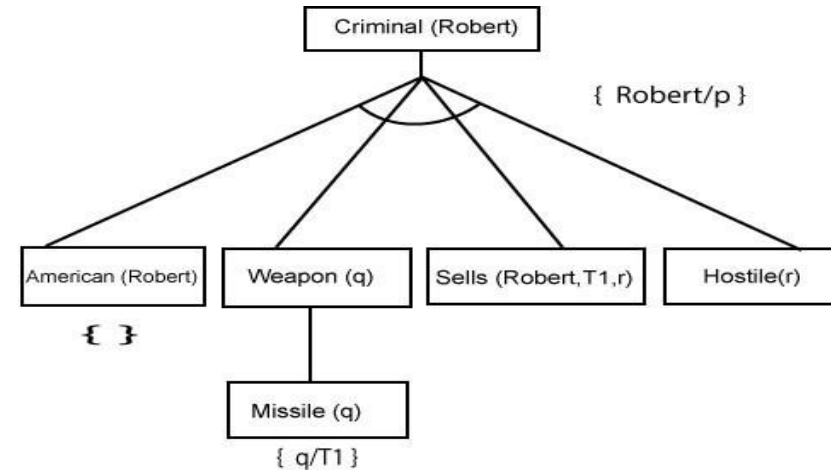 Criminal (Robert)
{ Robert/p }
American (Robert)
Weapon (q)
Sells (Robert,T1,r)
Hostile(r)
{ }
Missile (q)
{ q/T1 }